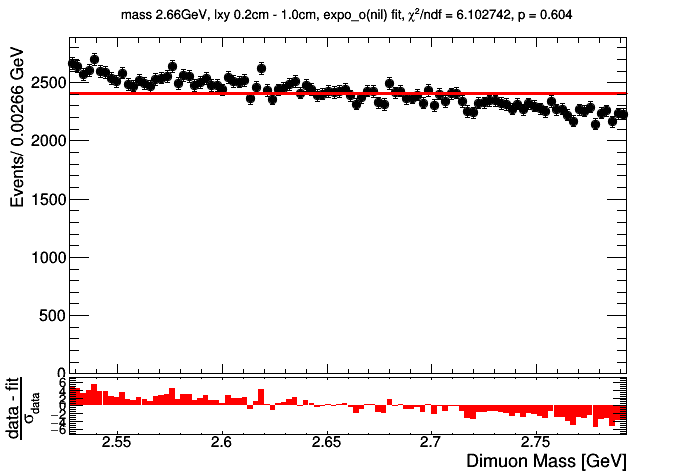 mass 2.66GeV, lxy 0.2cm - 1.0cm, expo_o(nil) fit, χ²/ndf = 6.102742, p = 0.604
Events/ 0.00266 GeV
2500
2000
1500
1000
500
0
data - fit
σdata
6
4
2
0
−2
−4
−6
2.55 2.6 2.65 2.7 2.75
Dimuon Mass [GeV]